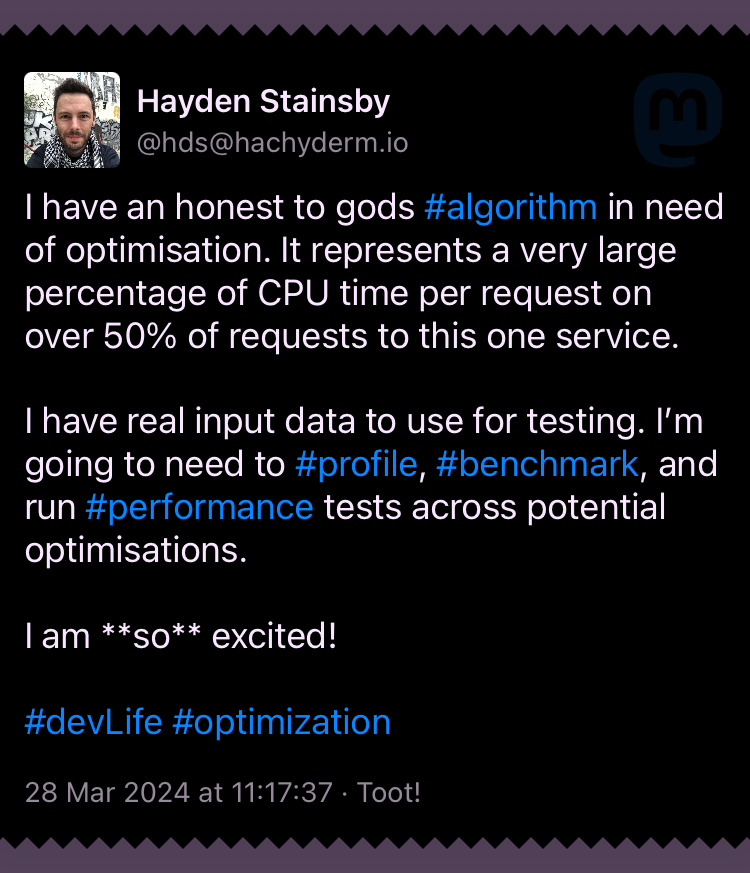 Hayden Stainsby
@hds@hachyderm.io
I have an honest to gods #algorithm in need
of optimisation. It represents a very large
percentage of CPU time per request on
over 50% of requests to this one service.
I have real input data to use for testing. I’m
going to need to #profile, #benchmark, and
run #performance tests across potential
optimisations.
I am **so** excited!
#devLife #optimization
28 Mar 2024 at 11:17:37 · Toot!